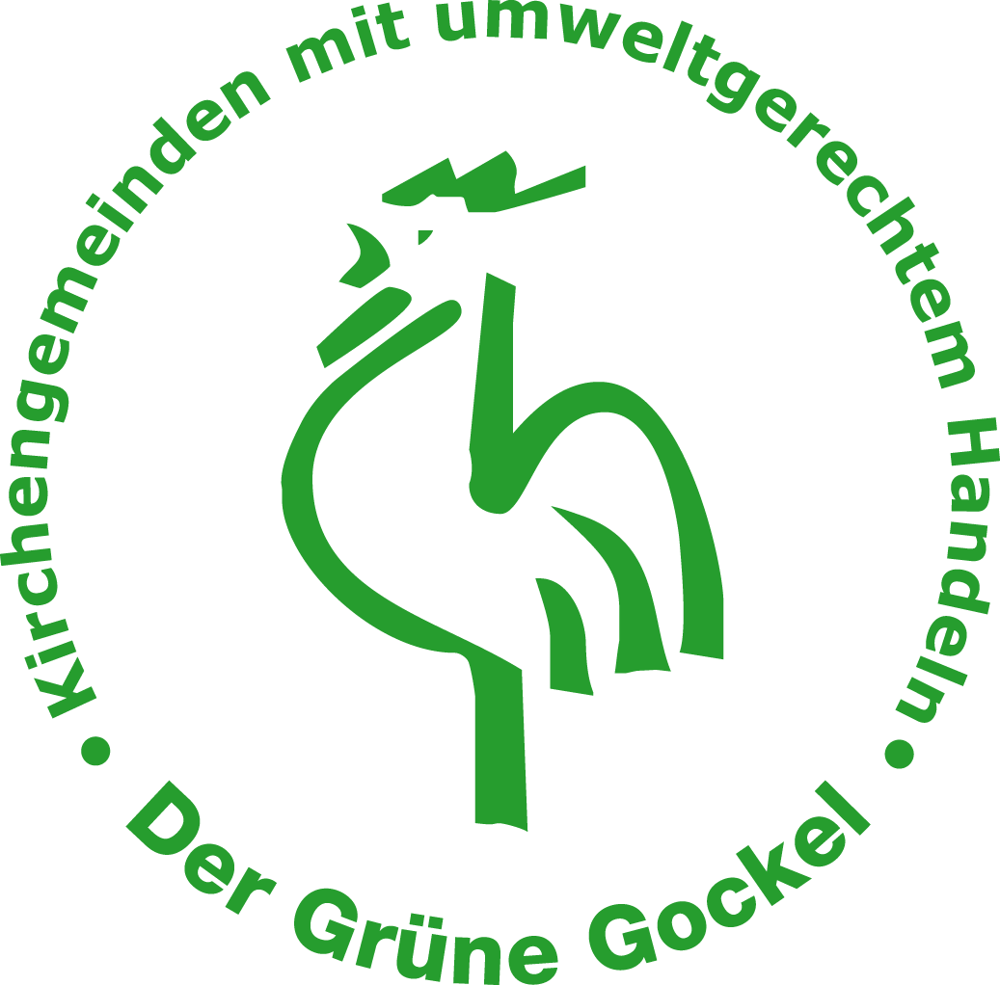 Kirchengemeinden mit umweltgerechtem Handeln
• Der Grüne Gockel •